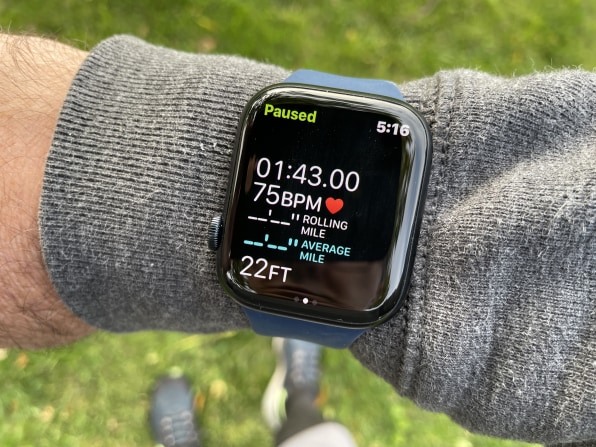 Paused
5:16
01:43.00
75BPM
--'--" ROLLING
MILE
--'--" AVERAGE
MILE
22FT